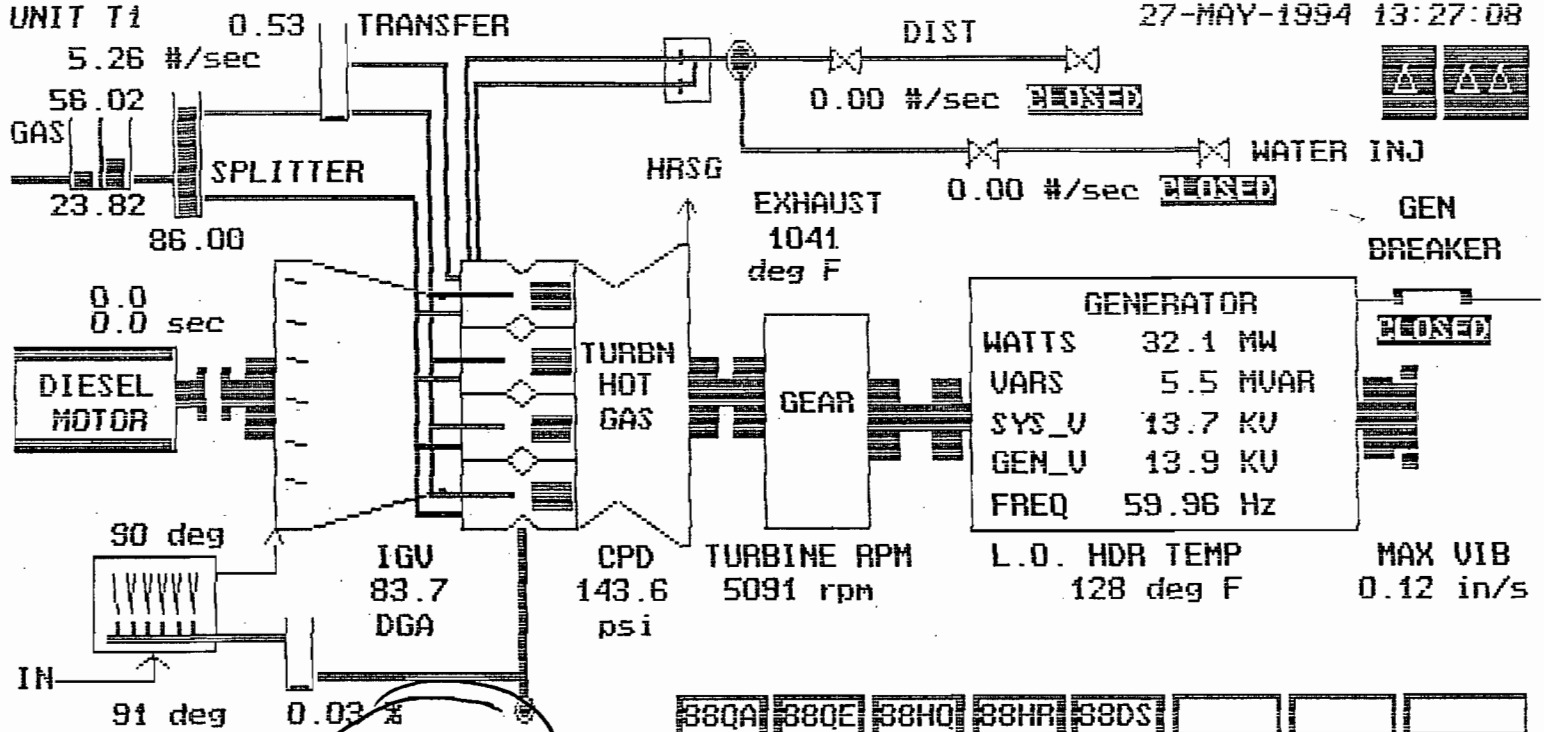 UNIT T1
0.53 TRANSFER
DIST
27-MAY-1994 13:27:08
5.26 #/sec
56.02
0.00 #/sec CLOSED
GAS
SPLITTER
HRSG
WATER INJ
23.82
0.00 #/sec CLOSED
86.00
EXHAUST
1041
deg F
GEN
BREAKER
CLOSED
0.0
0.0 sec
DIESEL
MOTOR
TURBN
HOT
GAS
GEAR
GENERATOR
WATTS 32.1 MW
VARS 5.5 MVAR
SYS_V 13.7 KV
GEN_V 13.9 KV
FREQ 59.96 Hz
90 deg
IGV
83.7
DGA
CPD
143.6
psi
TURBINE RPM
5091 rpm
L.O. HDR TEMP
128 deg F
MAX VIB
0.12 in/s
IN
91 deg
0.03 %
88QA 88QE 88HQ 88HR 88DS